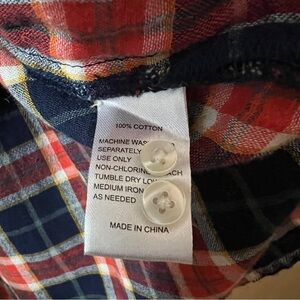 100% COTTON
MACHINE
SEPARATELY
USE ONLY
NON-CHLORINE
TUMBLE DRY
MEDIUM IRON
AS NEEDED
MADE IN CHINA